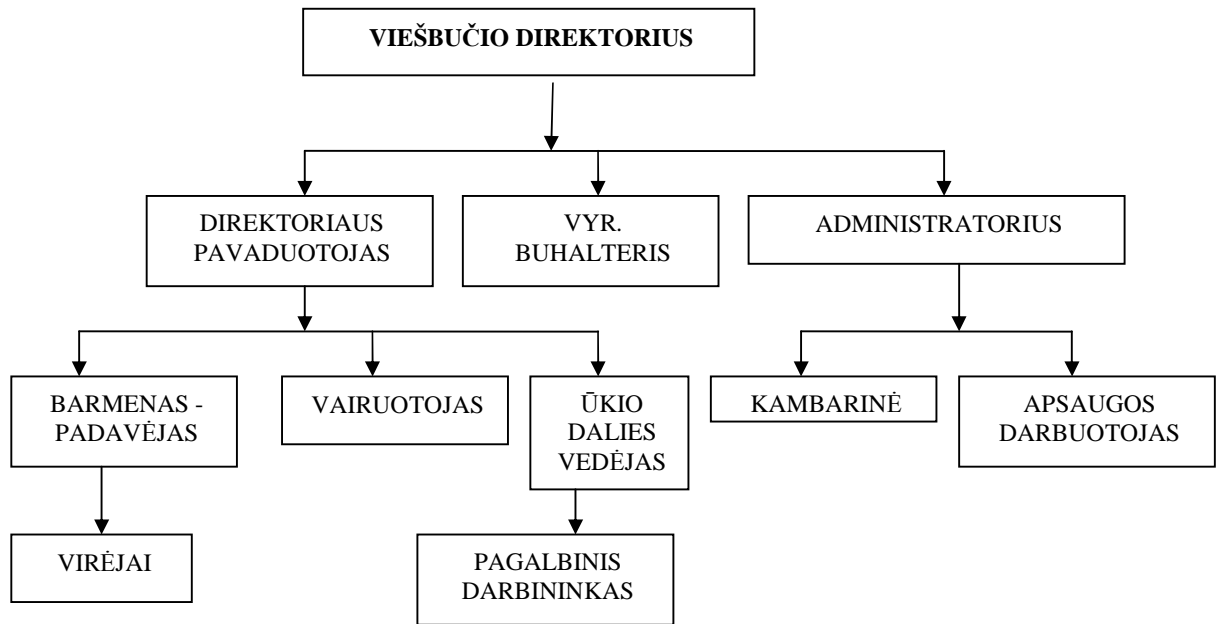 VIEŠBUČIO DIREKTORIUS
DIREKTORIAUS
PAVADUOTOJAS
VYR.
BUHALTERIS
ADMINISTRATORIUS
BARMENAS -
PADAVĖJAS
VAIRUOTOJAS
ŪKIO
DALIES
VEDĖJAS
KAMBARINĖ
APSAUGOS
DARBUOTOJAS
VIRĖJAI
PAGALBINIS
DARBININKAS